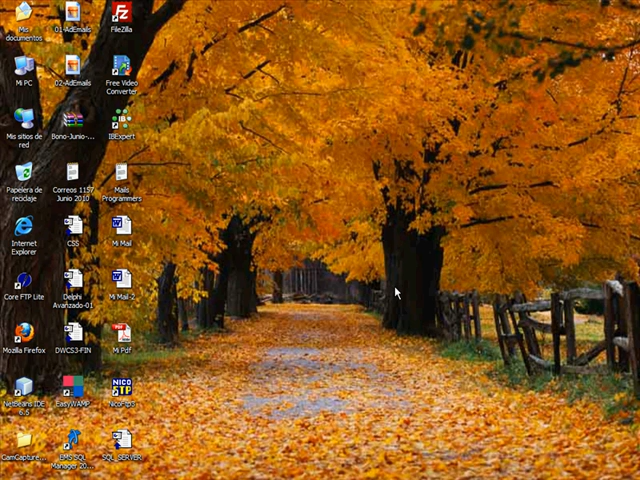 Mis
documentos
01-AdEmails
FileZilla
Mi PC
02-AdEmails
Free Video
Converter
Mis sitios de
red
Bono-Junio-...
IBExpert
Papelera de
reciclaje
Correos 1157
Junio 2010
Mails
Programmers
Internet
Explorer
CSS
Mi Mail
Core FTP Lite
Delphi
Avanzado-01
Mi Mail-2
Mozilla Firefox
DWCS3-FIN
Mi Pdf
NetBeans IDE
6.5
EasyWAMP
NICO
FTP
NicoFtp3
CamCapture...
EMS SQL
Manager 20...
SQL_SERVER